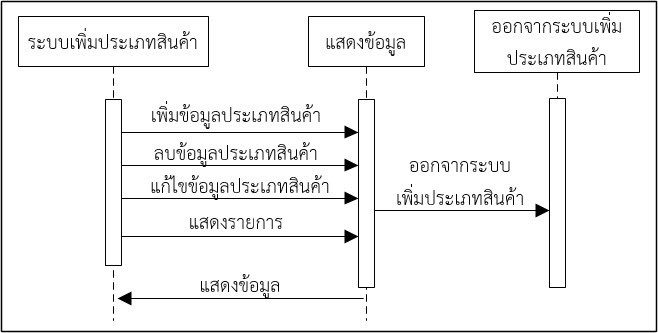 ระบบเพิ่มประเภทสินค้า
แสดงข้อมูล
ออกจากระบบเพิ่ม
ประเภทสินค้า
เพิ่มข้อมูลประเภทสินค้า
ลบข้อมูลประเภทสินค้า
แก้ไขข้อมูลประเภทสินค้า
แสดงรายการ
ออกจากระบบ
เพิ่มประเภทสินค้า
แสดงข้อมูล